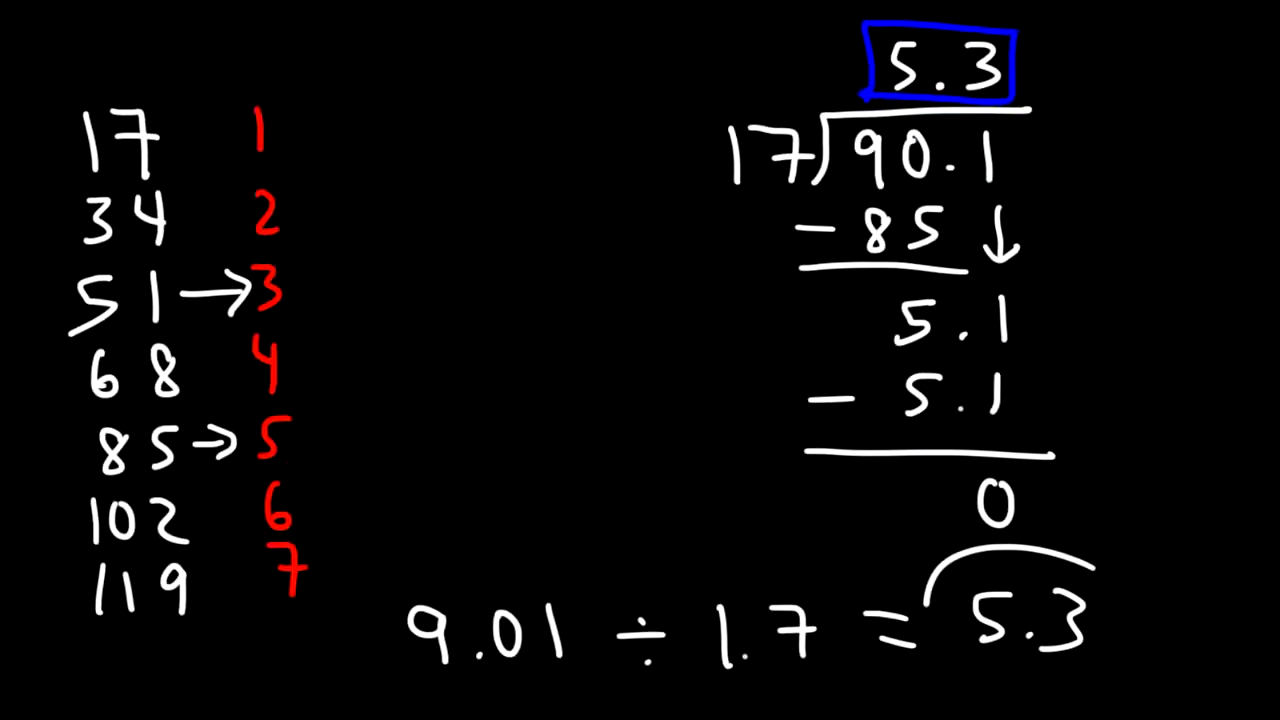 17 1
34 2
51 → 3
68 4
85 → 5
102 6
119 7
5.3
17)90.1
- 85 ↓
5.1
- 5.1
0
9.01 ÷ 1.7 = 5.3